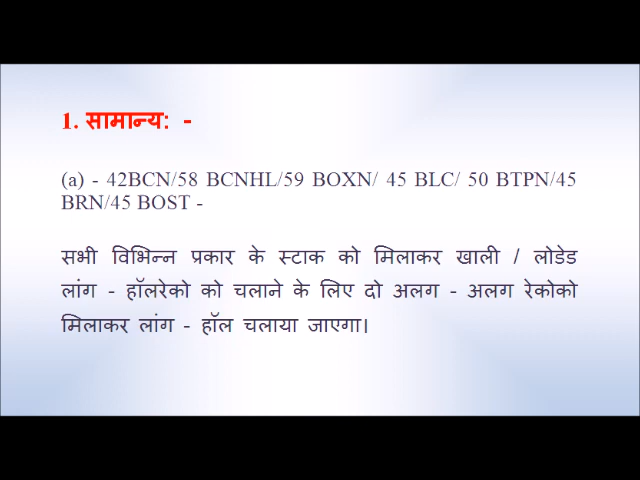 1. सामान्य: -
(a) - 42BCN/58 BCNHL/59 BOXN/ 45 BLC/ 50 BTPN/45
BRN/45 BOST -
सभी विभिन्न प्रकार के स्टाक को मिलाकर खाली / लोडेड
लांग - हॉलरेको को चलाने के लिए दो अलग - अलग रेकोको
मिलाकर लांग - हॉल चलाया जाएगा।